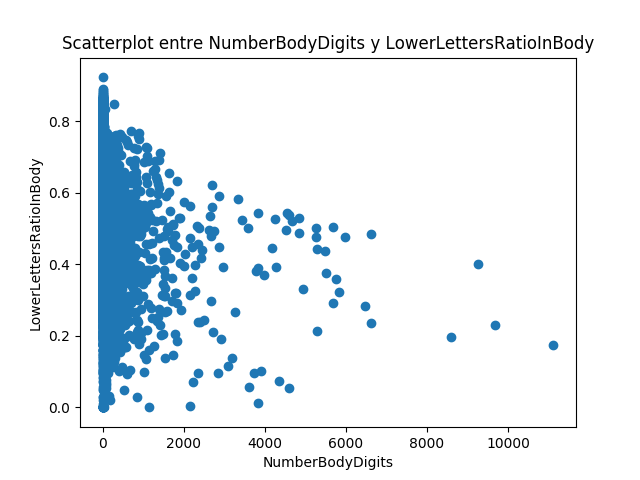 Scatterplot entre NumberBodyDigits y LowerLettersRatioInBody
LowerLettersRatioInBody
0.8
0.6
0.4
0.2
0.0
0 2000 4000 6000 8000 10000
NumberBodyDigits